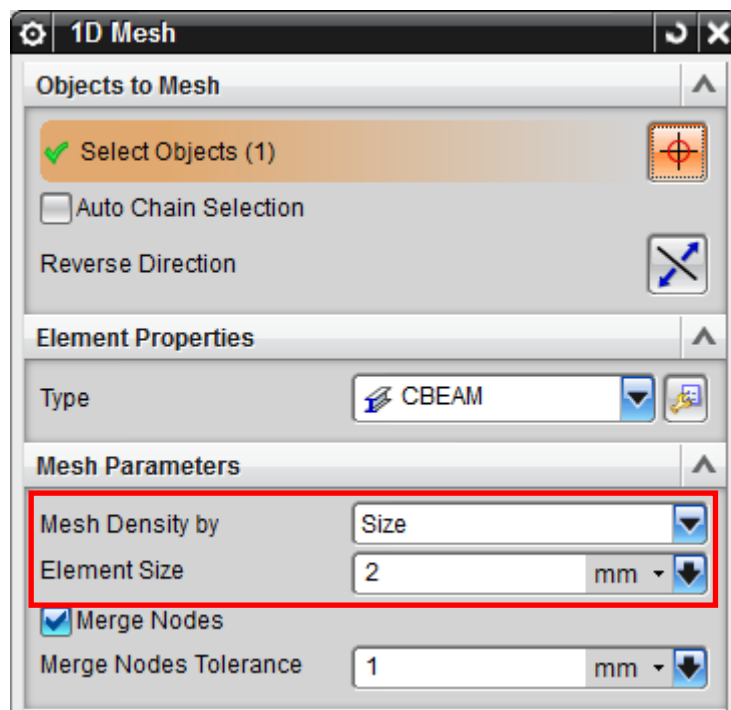 1D Mesh
Objects to Mesh
Select Objects (1)
Auto Chain Selection
Reverse Direction
Element Properties
Type CBEAM
Mesh Parameters
Mesh Density by Size
Element Size 2 mm
Merge Nodes
Merge Nodes Tolerance 1 mm